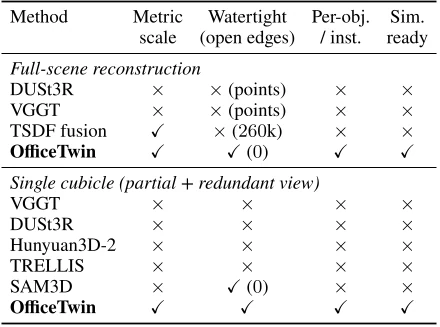 Method Metric Watertight Per-obj. Sim.
scale (open edges) / inst. ready
Full-scene reconstruction
DUSt3R × × (points) × ×
VGGT × × (points) × ×
TSDF fusion ✓ × (260k) × ×
OfficeTwin ✓ ✓ (0) ✓ ✓
Single cubicle (partial + redundant view)
VGGT × × × ×
DUSt3R × × × ×
Hunyuan3D-2 × × × ×
TRELLIS × × × ×
SAM3D × ✓ (0) × ×
OfficeTwin ✓ ✓ ✓ ✓